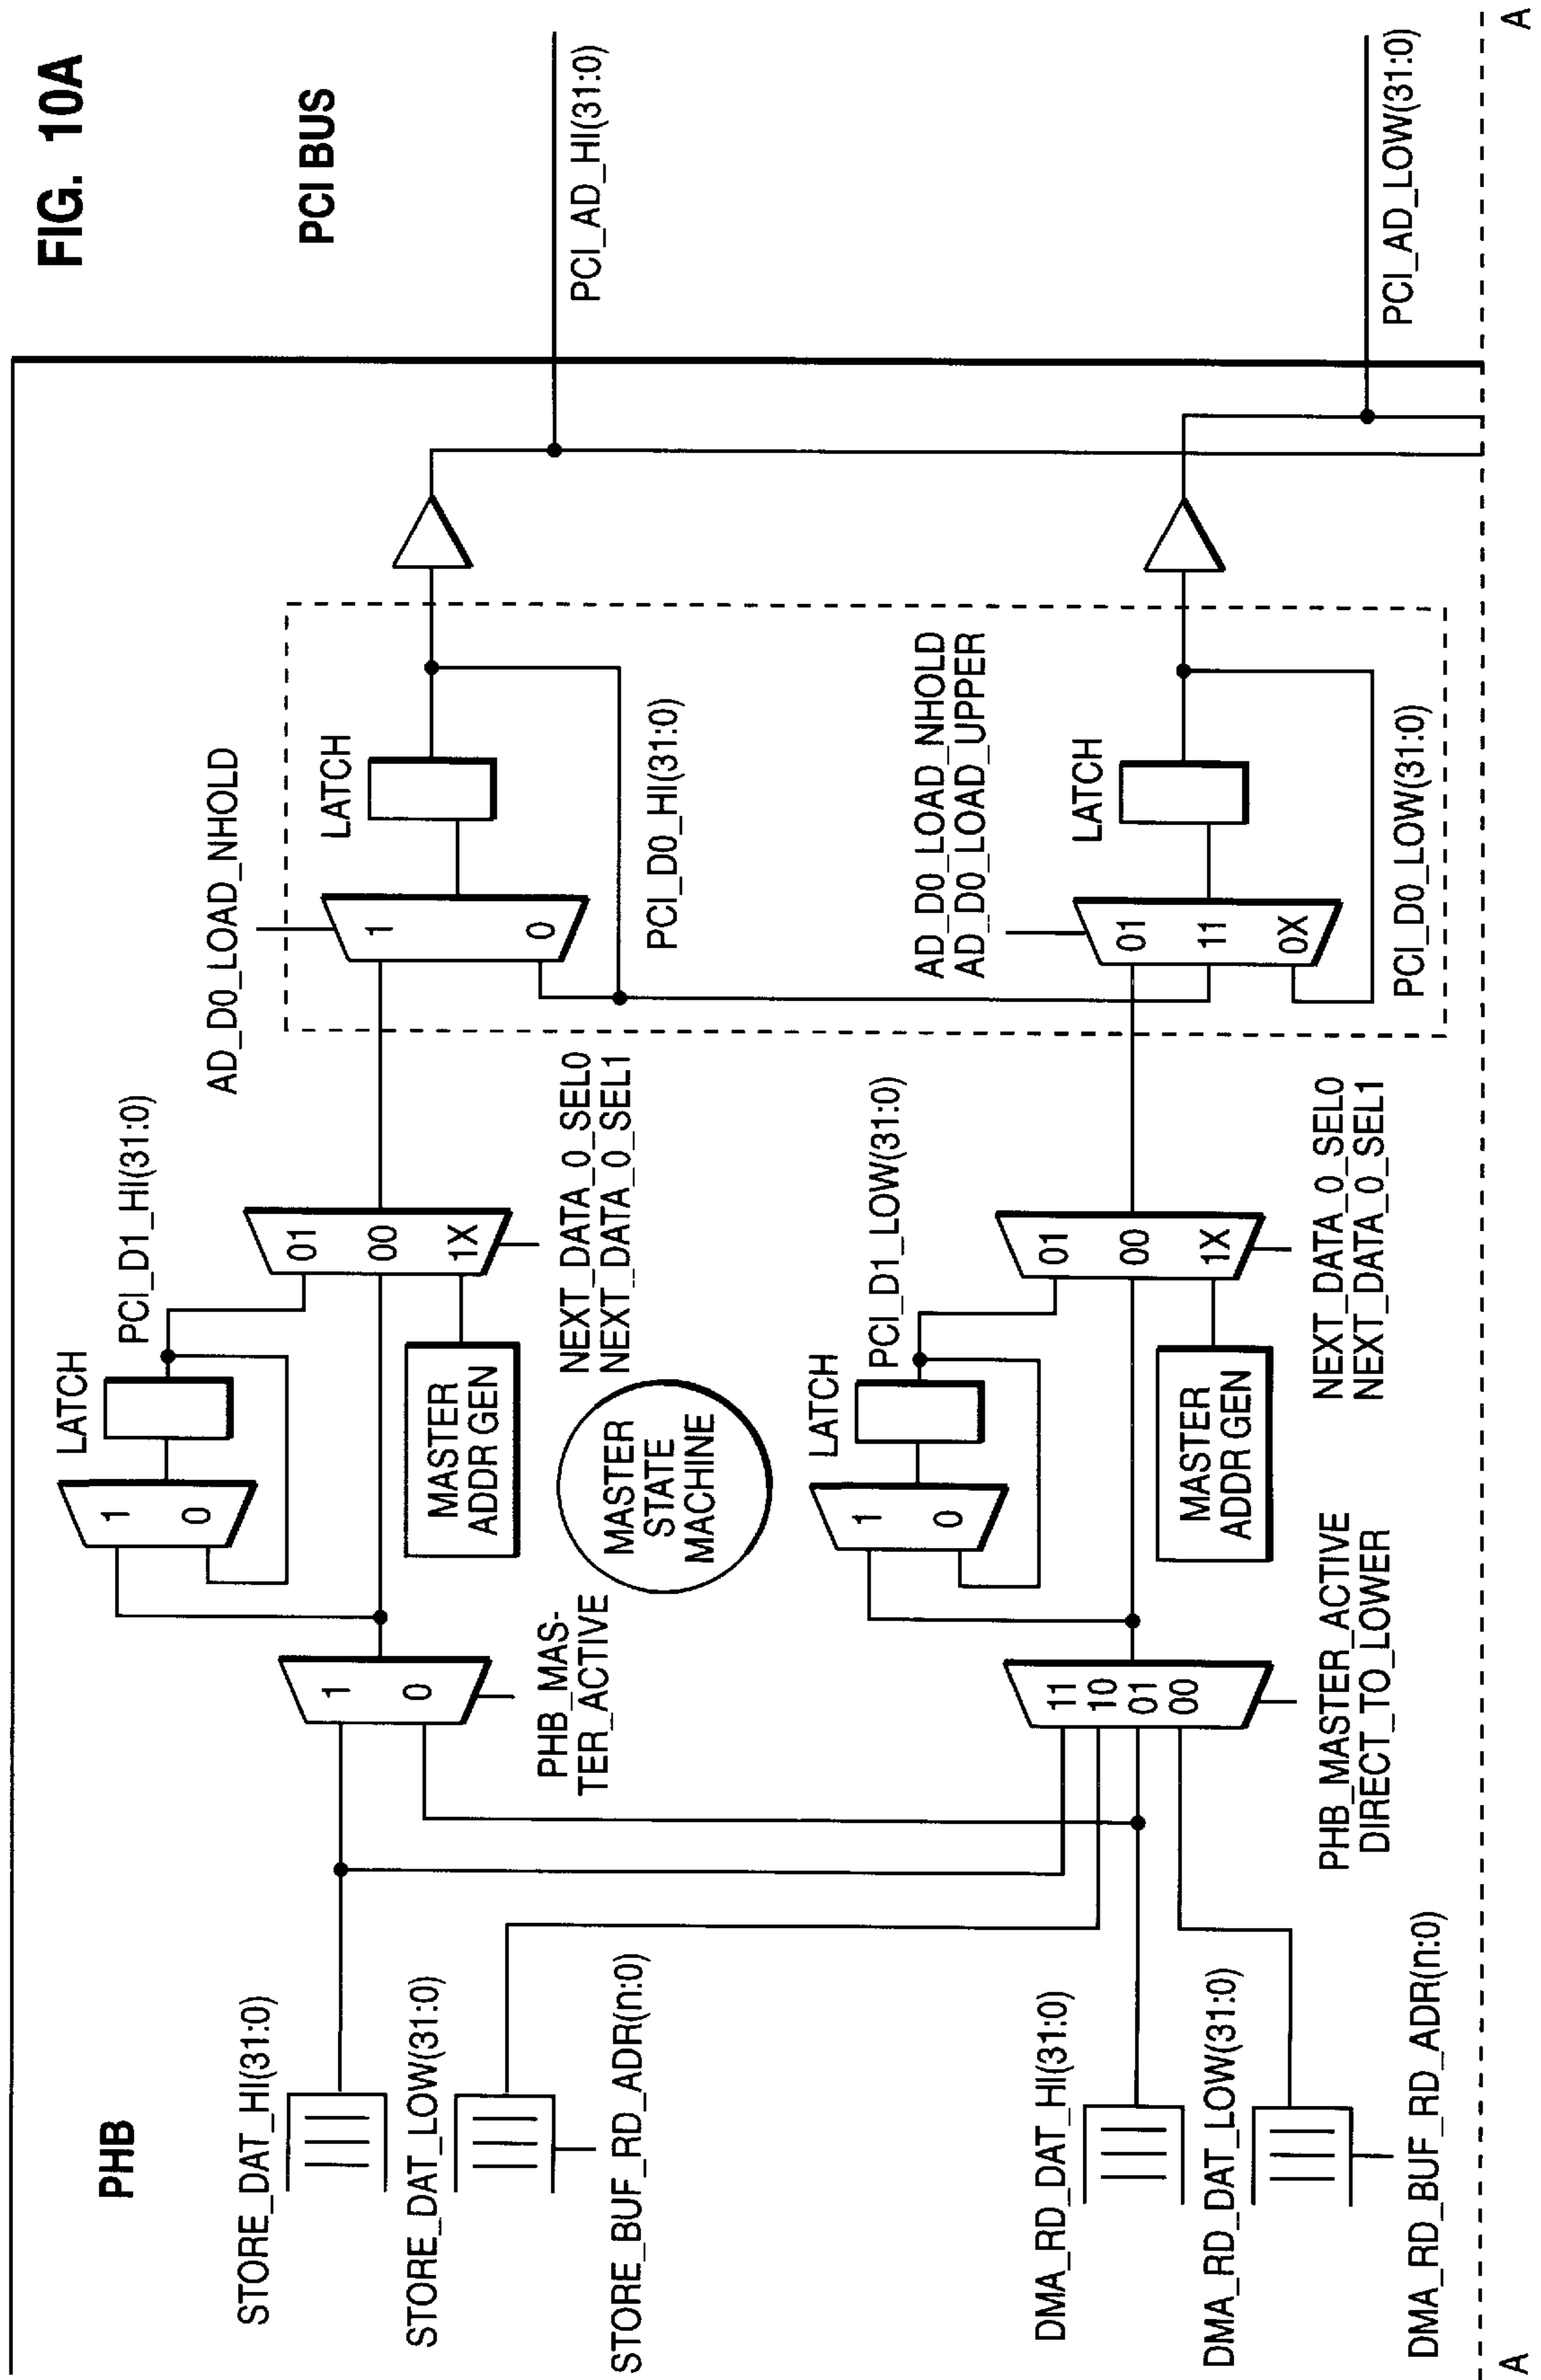 FIG. 10A
PHB
PCI BUS
STORE_DAT_HI(31:0)
STORE_DAT_LOW(31:0)
STORE_BUF_RD_ADR(n:0)
1
0
PHB_MAS-
TER_ACTIVE
LATCH
1
0
PCI_D1_HI(31:0)
MASTER
ADDR GEN
01
00
1X
NEXT_DATA_0_SEL0
NEXT_DATA_0_SEL1
AD_D0_LOAD_NHOLD
1
0
LATCH
PCI_D0_HI(31:0)
PCI_AD_HI(31:0)
MASTER
STATE
MACHINE
DMA_RD_DAT_HI(31:0)
DMA_RD_DAT_LOW(31:0)
DMA_RD_BUF_RD_ADR(n:0)
11
10
01
00
PHB_MASTER_ACTIVE
DIRECT_TO_LOWER
LATCH
1
0
PCI_D1_LOW(31:0)
MASTER
ADDR GEN
01
00
1X
NEXT_DATA_0_SEL0
NEXT_DATA_0_SEL1
AD_D0_LOAD_NHOLD
AD_D0_LOAD_UPPER
01
11
0X
LATCH
PCI_D0_LOW(31:0)
PCI_AD_LOW(31:0)
A
A